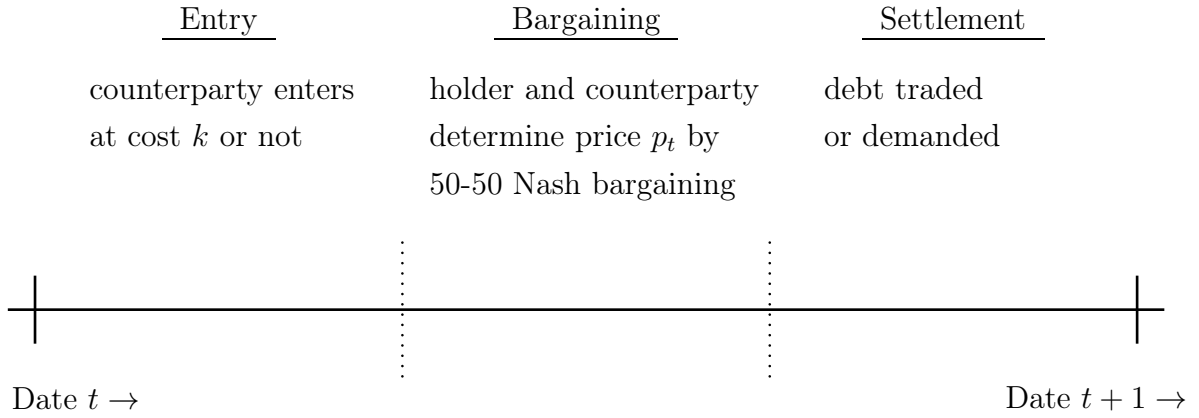 Entry
Bargaining
Settlement
counterparty enters
at cost k or not
holder and counterparty
determine price p_t by
50-50 Nash bargaining
debt traded
or demanded
Date t →
Date t + 1 →